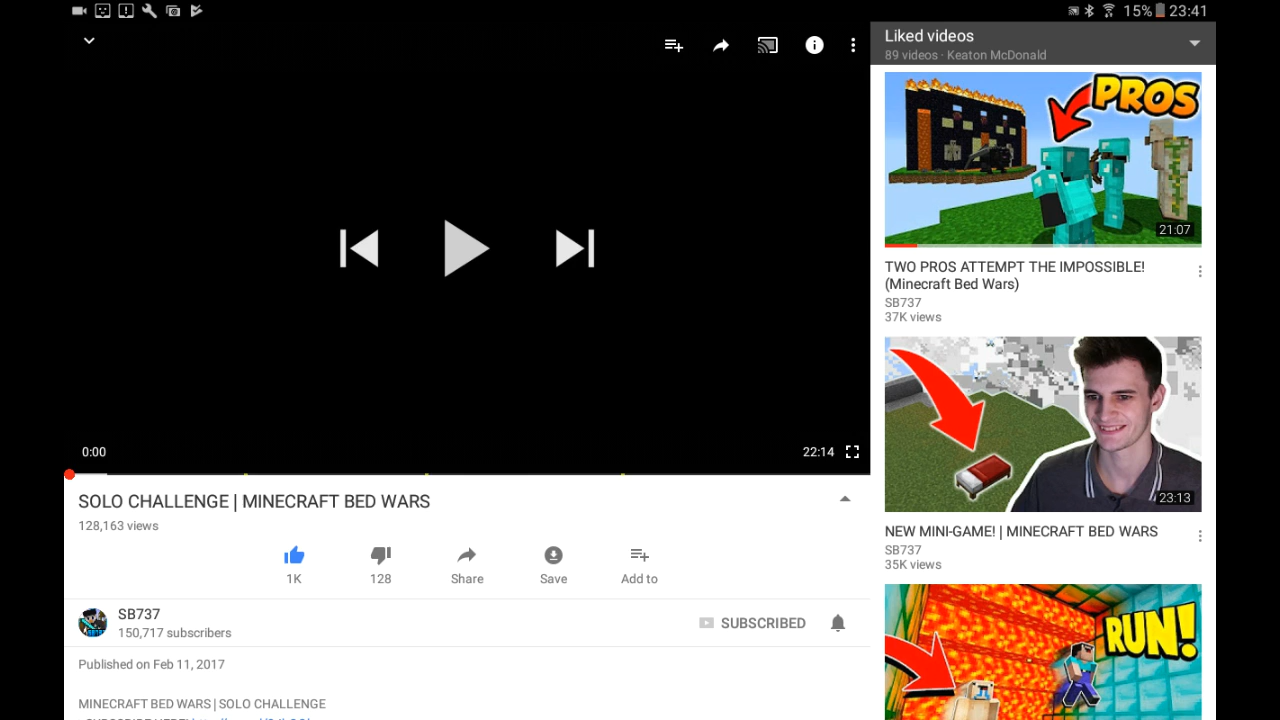 15% 23:41
0:00
22:14
SOLO CHALLENGE | MINECRAFT BED WARS
128,163 views
1K
128
Share
Save
Add to
SB737
150,717 subscribers
SUBSCRIBED
Published on Feb 11, 2017
MINECRAFT BED WARS | SOLO CHALLENGE
Liked videos
89 videos · Keaton McDonald
PROS
21:07
TWO PROS ATTEMPT THE IMPOSSIBLE!
(Minecraft Bed Wars)
SB737
37K views
23:13
NEW MINI-GAME! | MINECRAFT BED WARS
SB737
35K views
RUN!